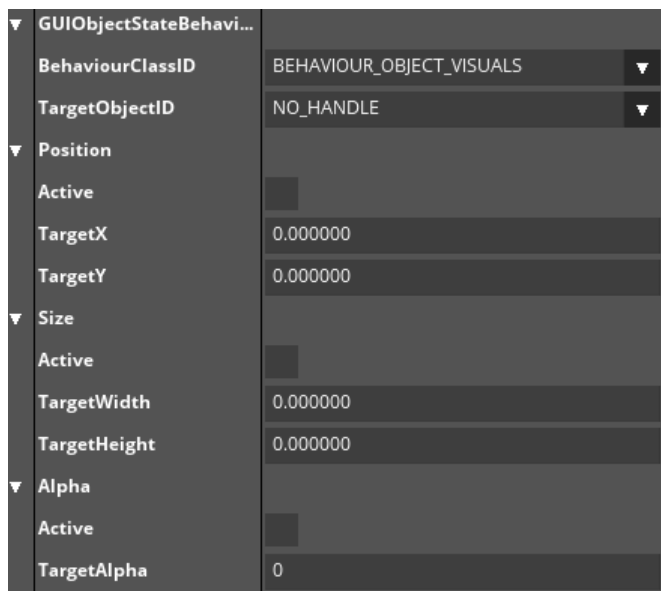 GUIObjectStateBehavi...
BehaviourClassID BEHAVIOUR_OBJECT_VISUALS
TargetObjectID NO_HANDLE
Position
Active
TargetX 0.000000
TargetY 0.000000
Size
Active
TargetWidth 0.000000
TargetHeight 0.000000
Alpha
Active
TargetAlpha 0